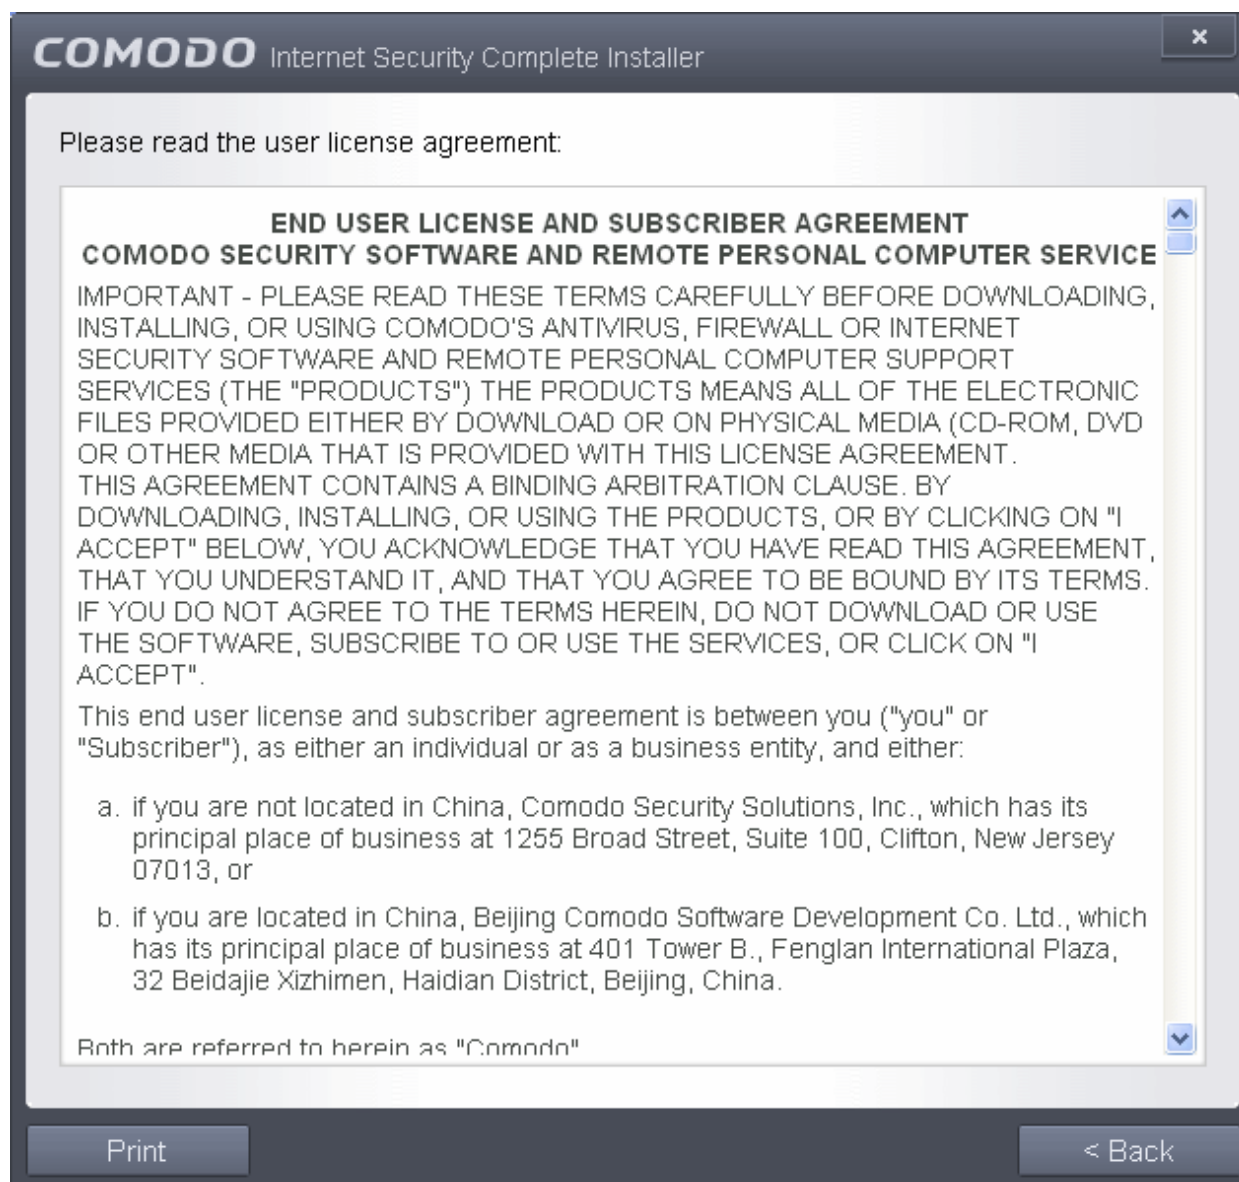 COMODO Internet Security Complete Installer
x
Please read the user license agreement:
END USER LICENSE AND SUBSCRIBER AGREEMENT
COMODO SECURITY SOFTWARE AND REMOTE PERSONAL COMPUTER SERVICE
IMPORTANT - PLEASE READ THESE TERMS CAREFULLY BEFORE DOWNLOADING,
INSTALLING, OR USING COMODO'S ANTIVIRUS, FIREWALL OR INTERNET
SECURITY SOFTWARE AND REMOTE PERSONAL COMPUTER SUPPORT
SERVICES (THE "PRODUCTS") THE PRODUCTS MEANS ALL OF THE ELECTRONIC
FILES PROVIDED EITHER BY DOWNLOAD OR ON PHYSICAL MEDIA (CD-ROM, DVD
OR OTHER MEDIA THAT IS PROVIDED WITH THIS LICENSE AGREEMENT.
THIS AGREEMENT CONTAINS A BINDING ARBITRATION CLAUSE. BY
DOWNLOADING, INSTALLING, OR USING THE PRODUCTS, OR BY CLICKING ON "I
ACCEPT" BELOW, YOU ACKNOWLEDGE THAT YOU HAVE READ THIS AGREEMENT,
THAT YOU UNDERSTAND IT, AND THAT YOU AGREE TO BE BOUND BY ITS TERMS.
IF YOU DO NOT AGREE TO THE TERMS HEREIN, DO NOT DOWNLOAD OR USE
THE SOFTWARE, SUBSCRIBE TO OR USE THE SERVICES, OR CLICK ON "I
ACCEPT".
This end user license and subscriber agreement is between you ("you" or
"Subscriber"), as either an individual or as a business entity, and either:
a. if you are not located in China, Comodo Security Solutions, Inc., which has its
principal place of business at 1255 Broad Street, Suite 100, Clifton, New Jersey
07013, or
b. if you are located in China, Beijing Comodo Software Development Co. Ltd., which
has its principal place of business at 401 Tower B., Fenglan International Plaza,
32 Beidajie Xizhimen, Haidian District, Beijing, China.
Both are referred to herein as "Comodo"
Print
< Back